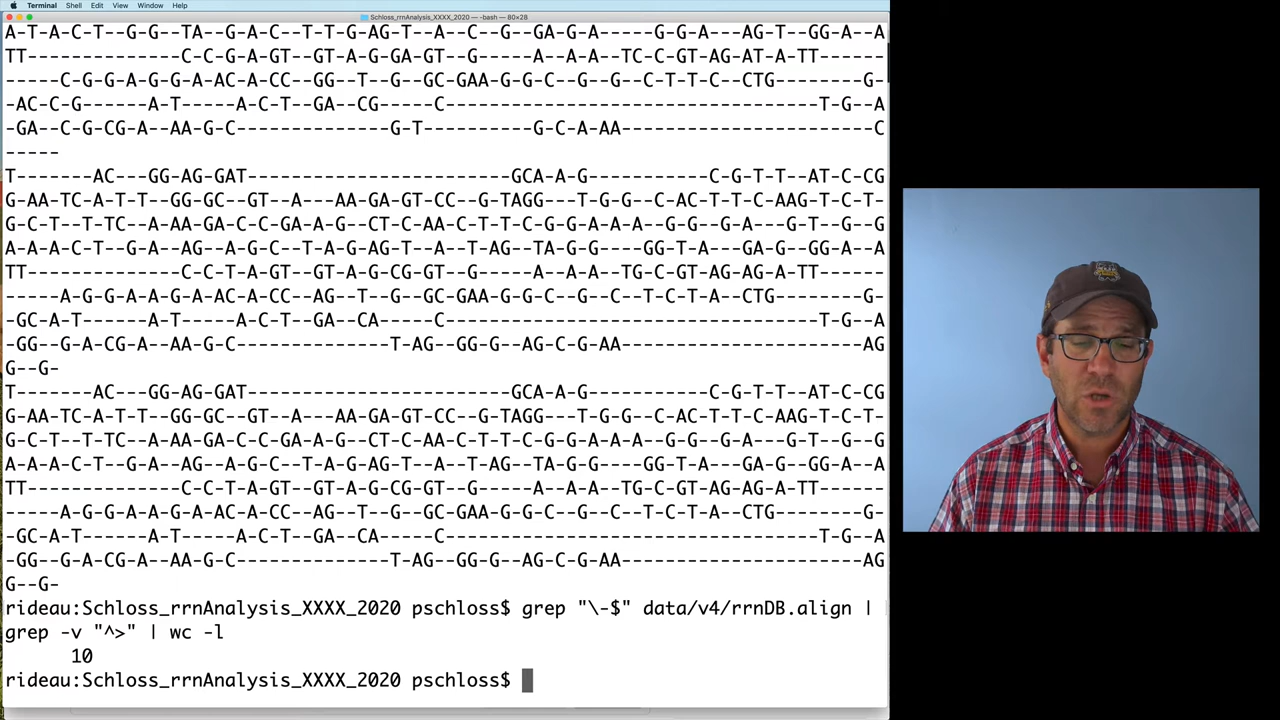 Terminal Shell Edit View Window Help
Schloss_rrnAnalysis_XXXX_2020 — -bash — 80×28
A-T-A-C-T--G-G--TA--G-A-C--T-T-G-AG-T--A--C--G--GA-G-A-----G-G-A---AG-T--GG-A--A
TT-----------------C-C-G-A-GT--GT-A-G-GA-GT--G-----A--A-A--TC-C-GT-AG-AT-A-TT------
------C-G-G-A-G-G-A-AC-A-CC--GG--T--G--GC-GAA-G-G-C--G--G--C-T-T-C--CTG----------G-
-AC-C-G------A-T-----A-C-T--GA--CG-----C----------------------------------T-G--A
-GA--C-G-CG-A--AA-G-C-----------------G-T------------G-C-A-AA----------------------------C
-----
T-------AC---GG-AG-GAT-----------------------------GCA-A-G--------------C-G-T-T--AT-C-CG
G-AA-TC-A-T-T--GG-GC--GT--A---AA-GA-GT-CC--G-TAGG---T-G-G--C-AC-T-T-C-AAG-T-C-T-
G-C-T--T-TC--A-AA-GA-C-C-GA-A-G--CT-C-AA-C-T-T-C-G-G-A-A-A--G-G--G-A---G-T--G--G
A-A-A-C-T--G-A--AG--A-G-C--T-A-G-AG-T--A--T-AG--TA-G-G-----GG-T-A---GA-G--GG-A--A
TT-----------------C-C-T-A-GT--GT-A-G-CG-GT--G-----A--A-A--TG-C-GT-AG-AG-A-TT------
------A-G-G-A-A-G-A-AC-A-CC--AG--T--G--GC-GAA-G-G-C--G--C--T-C-T-A--CTG----------G-
-GC-A-T------A-T-----A-C-T--GA--CA-----C----------------------------------T-G--A
-GG--G-A-CG-A--AA-G-C-----------------T-AG--GG-G--AG-C-G-AA---------------------------AG
G--G-
T-------AC---GG-AG-GAT-----------------------------GCA-A-G--------------C-G-T-T--AT-C-CG
G-AA-TC-A-T-T--GG-GC--GT--A---AA-GA-GT-CC--G-TAGG---T-G-G--C-AC-T-T-C-AAG-T-C-T-
G-C-T--T-TC--A-AA-GA-C-C-GA-A-G--CT-C-AA-C-T-T-C-G-G-A-A-A--G-G--G-A---G-T--G--G
A-A-A-C-T--G-A--AG--A-G-C--T-A-G-AG-T--A--T-AG--TA-G-G-----GG-T-A---GA-G--GG-A--A
TT-----------------C-C-T-A-GT--GT-A-G-CG-GT--G-----A--A-A--TG-C-GT-AG-AG-A-TT------
------A-G-G-A-A-G-A-AC-A-CC--AG--T--G--GC-GAA-G-G-C--G--C--T-C-T-A--CTG----------G-
-GC-A-T------A-T-----A-C-T--GA--CA-----C----------------------------------T-G--A
-GG--G-A-CG-A--AA-G-C-----------------T-AG--GG-G--AG-C-G-AA---------------------------AG
G--G-
rideau:Schloss_rrnAnalysis_XXXX_2020 pschloss$ grep "\-$" data/v4/rrnDB.align |
grep -v "^>" | wc -l
10
rideau:Schloss_rrnAnalysis_XXXX_2020 pschloss$